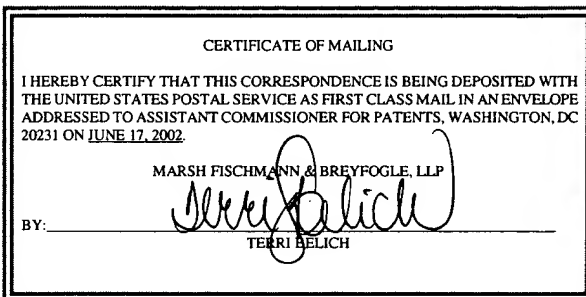 CERTIFICATE OF MAILING
I HEREBY CERTIFY THAT THIS CORRESPONDENCE IS BEING DEPOSITED WITH
THE UNITED STATES POSTAL SERVICE AS FIRST CLASS MAIL IN AN ENVELOPE
ADDRESSED TO ASSISTANT COMMISSIONER FOR PATENTS, WASHINGTON, DC
20231 ON JUNE 17, 2002.
MARSH FISCHMANN & BREYFOGLE, LLP
Terri Belich
BY:
TERRI BELICH